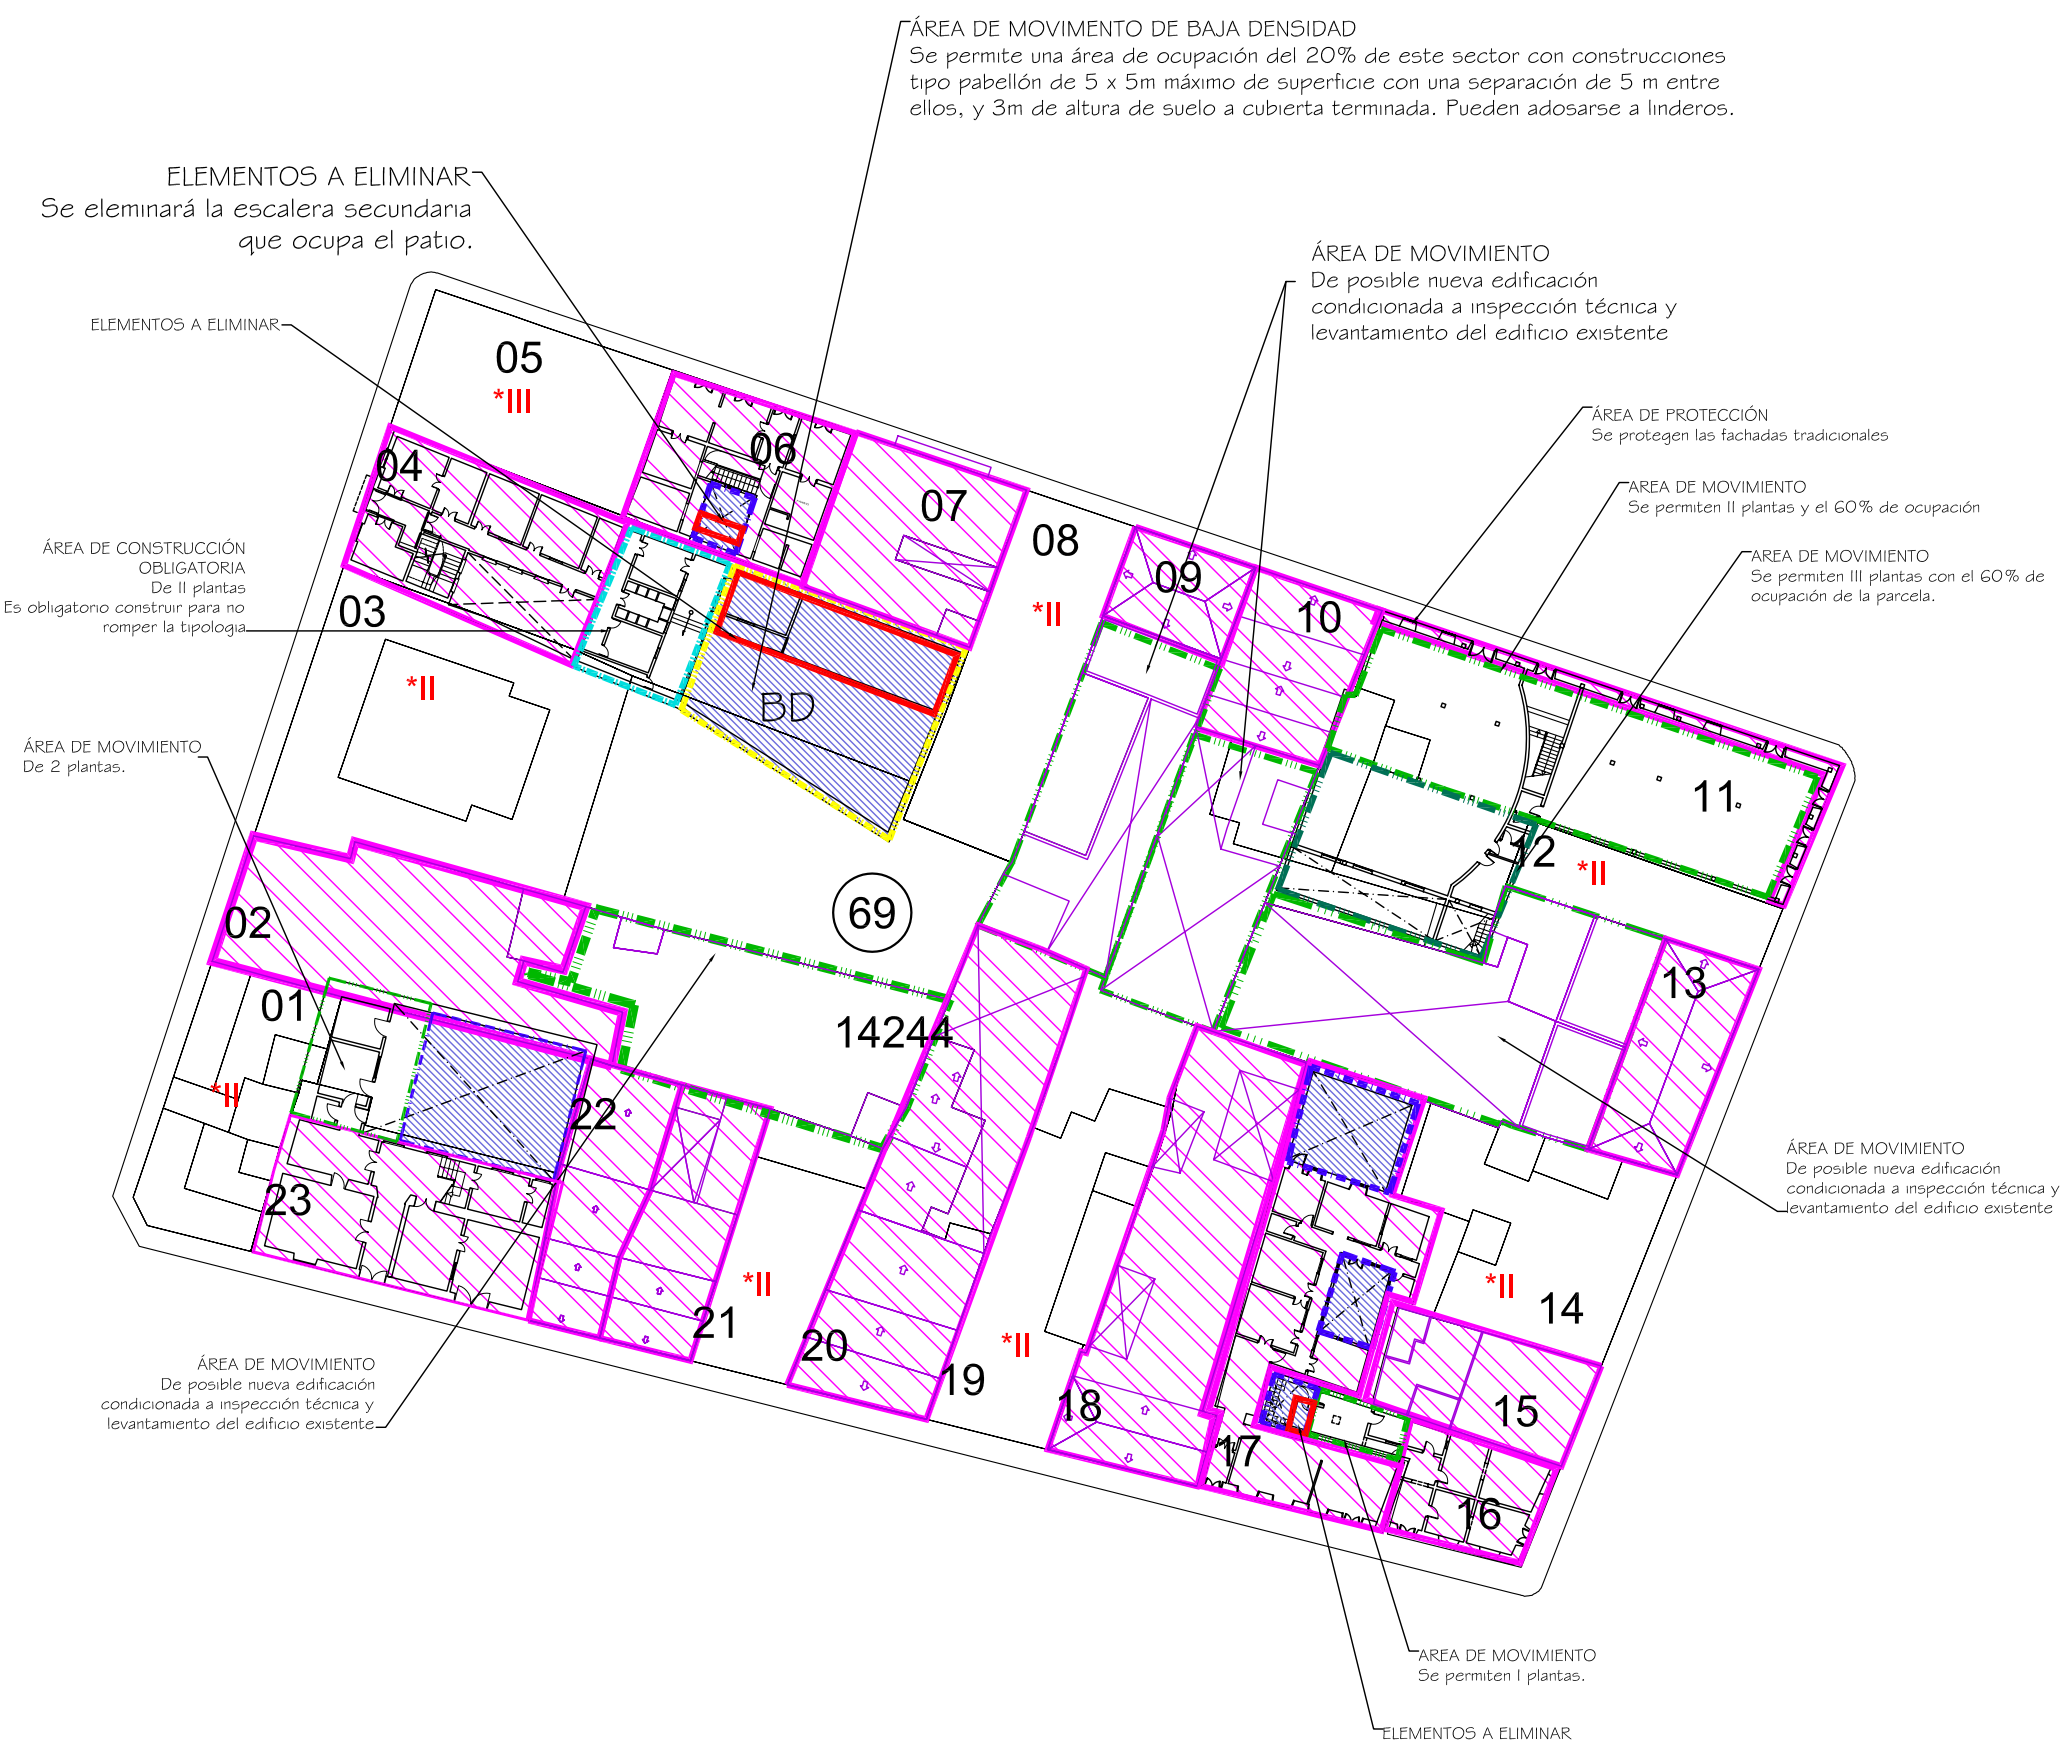 ÁREA DE MOVIMENTO DE BAJA DENSIDAD
Se permite una área de ocupación del 20% de este sector con construcciones
tipo pabellón de 5 x 5m máximo de superficie con una separación de 5 m entre
ellos, y 3m de altura de suelo a cubierta terminada. Pueden adosarse a linderos.
ELEMENTOS A ELIMINAR
Se eleminará la escalera secundaria
que ocupa el patio.
ÁREA DE MOVIMIENTO
De posible nueva edificación
condicionada a inspección técnica y
levantamiento del edificio existente
ELEMENTOS A ELIMINAR
05
*III
ÁREA DE PROTECCIÓN
Se protegen las fachadas tradicionales
06
04
AREA DE MOVIMIENTO
Se permiten II plantas y el 60% de ocupación
07
08
ÁREA DE CONSTRUCCIÓN
OBLIGATORIA
De II plantas
Es obligatorio construir para no
romper la tipologia
AREA DE MOVIMIENTO
Se permiten III plantas con el 60% de
ocupación de la parcela.
09
03
*II
10
*II
BD
ÁREA DE MOVIMIENTO
De 2 plantas.
11
12
*II
69
02
13
01
14244
*II
22
ÁREA DE MOVIMIENTO
De posible nueva edificación
condicionada a inspección técnica y
levantamiento del edificio existente
23
*II
*II
14
21
20
*II
19
ÁREA DE MOVIMIENTO
De posible nueva edificación
condicionada a inspección técnica y
levantamiento del edificio existente
18
15
17
16
AREA DE MOVIMIENTO
Se permiten I plantas.
ELEMENTOS A ELIMINAR